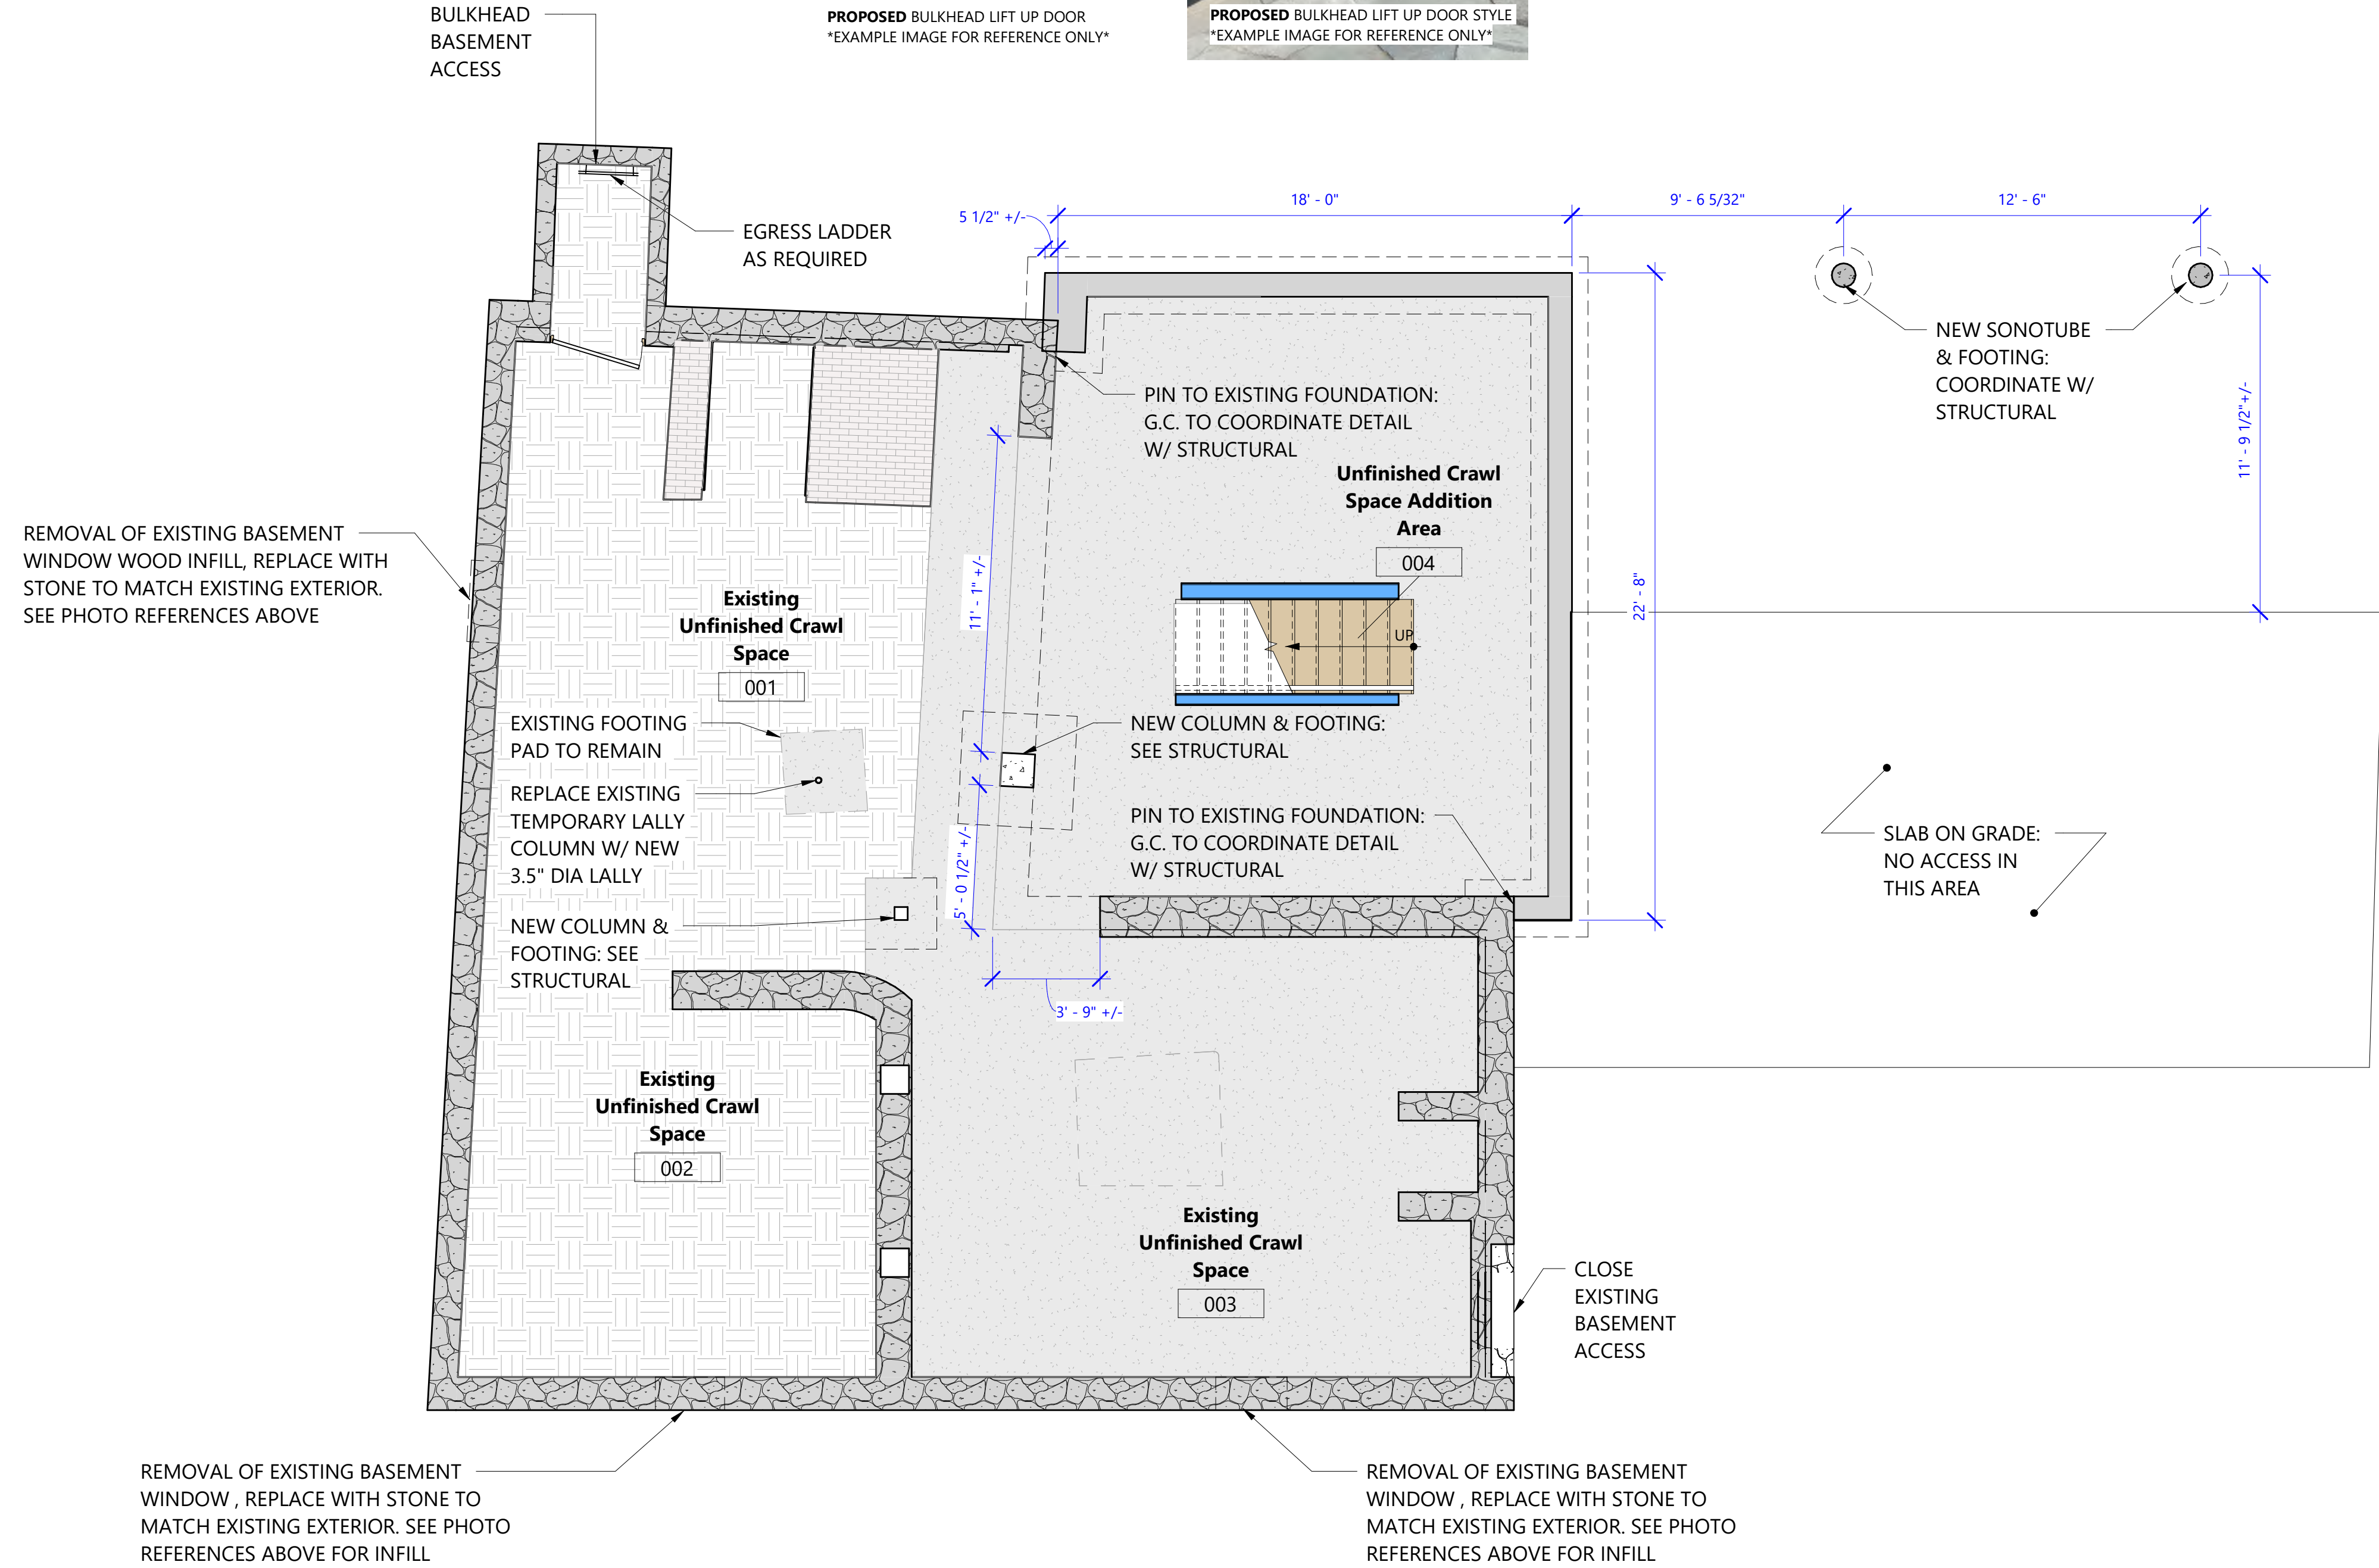 BULKHEAD
BASEMENT
ACCESS
PROPOSED BULKHEAD LIFT UP DOOR
*EXAMPLE IMAGE FOR REFERENCE ONLY*
PROPOSED BULKHEAD LIFT UP DOOR STYLE
*EXAMPLE IMAGE FOR REFERENCE ONLY*
EGRESS LADDER
AS REQUIRED
5 1/2" +/-
18' - 0"
9' - 6 5/32"
12' - 6"
NEW SONOTUBE
& FOOTING:
COORDINATE W/
STRUCTURAL
11' - 9 1/2"+/-
PIN TO EXISTING FOUNDATION:
G.C. TO COORDINATE DETAIL
W/ STRUCTURAL
Unfinished Crawl
Space Addition
Area
004
UP
22' - 8"
REMOVAL OF EXISTING BASEMENT
WINDOW WOOD INFILL, REPLACE WITH
STONE TO MATCH EXISTING EXTERIOR.
SEE PHOTO REFERENCES ABOVE
11' - 1" +/-
Existing
Unfinished Crawl
Space
001
EXISTING FOOTING
PAD TO REMAIN
REPLACE EXISTING
TEMPORARY LALLY
COLUMN W/ NEW
3.5" DIA LALLY
NEW COLUMN &
FOOTING: SEE
STRUCTURAL
NEW COLUMN & FOOTING:
SEE STRUCTURAL
PIN TO EXISTING FOUNDATION:
G.C. TO COORDINATE DETAIL
W/ STRUCTURAL
5' - 0 1/2" +/-
3' - 9" +/-
SLAB ON GRADE:
NO ACCESS IN
THIS AREA
Existing
Unfinished Crawl
Space
002
Existing
Unfinished Crawl
Space
003
CLOSE
EXISTING
BASEMENT
ACCESS
REMOVAL OF EXISTING BASEMENT
WINDOW , REPLACE WITH STONE TO
MATCH EXISTING EXTERIOR. SEE PHOTO
REFERENCES ABOVE FOR INFILL
REMOVAL OF EXISTING BASEMENT
WINDOW , REPLACE WITH STONE TO
MATCH EXISTING EXTERIOR. SEE PHOTO
REFERENCES ABOVE FOR INFILL